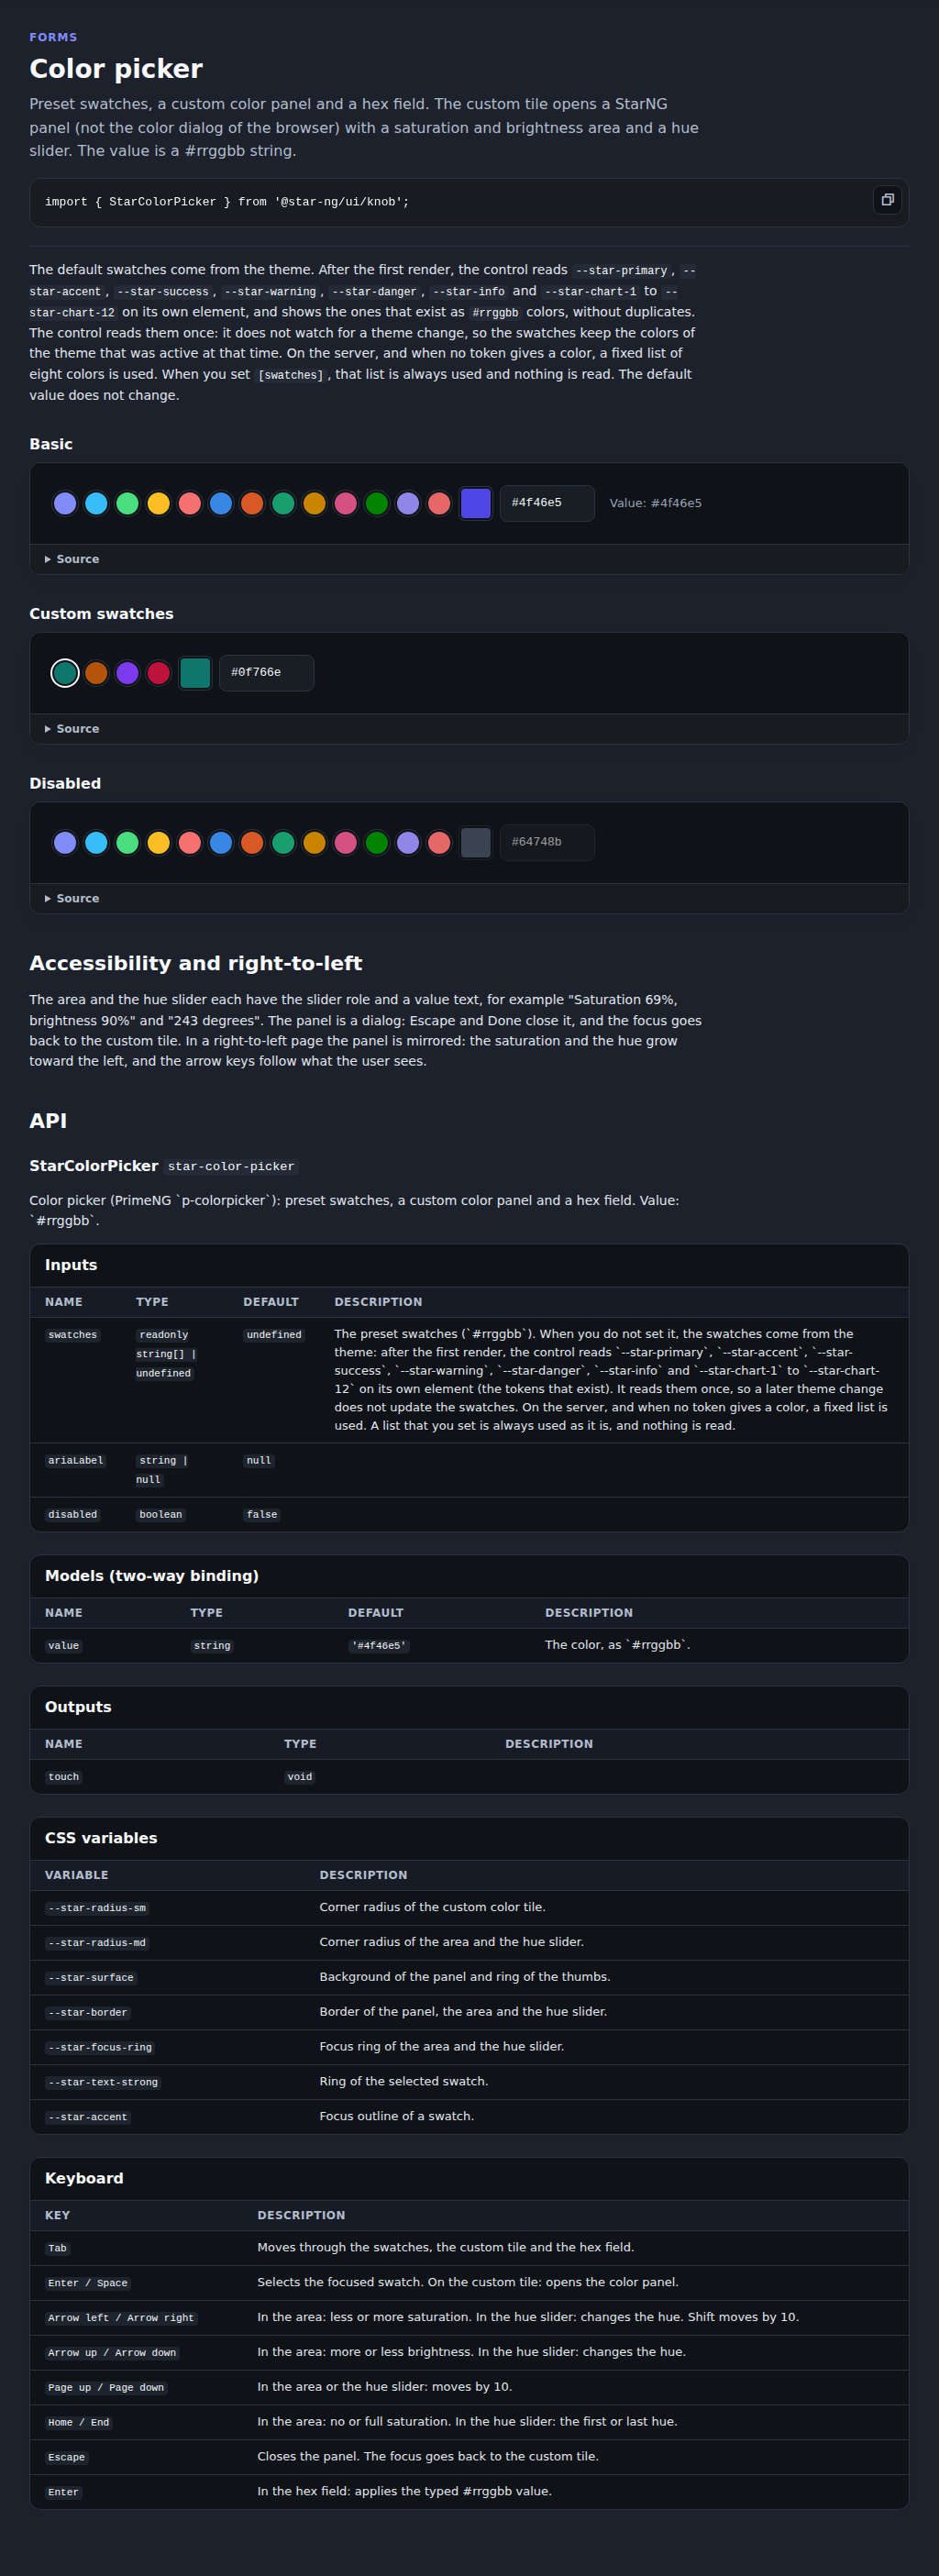 FORMS
Color picker
Preset swatches, a custom color panel and a hex field. The custom tile opens a StarNG
panel (not the color dialog of the browser) with a saturation and brightness area and a hue
slider. The value is a #rrggbb string.
import { StarColorPicker } from '@star-ng/ui/knob';
The default swatches come from the theme. After the first render, the control reads --star-primary, --
star-accent, --star-success, --star-warning, --star-danger, --star-info and --star-chart-1 to --
star-chart-12 on its own element, and shows the ones that exist as #rrggbb colors, without duplicates.
The control reads them once: it does not watch for a theme change, so the swatches keep the colors of
the theme that was active at that time. On the server, and when no token gives a color, a fixed list of
eight colors is used. When you set [swatches], that list is always used and nothing is read. The default
value does not change.
Basic
#4f46e5 Value: #4f46e5
Source
Custom swatches
#0f766e
Source
Disabled
#64748b
Source
Accessibility and right-to-left
The area and the hue slider each have the slider role and a value text, for example "Saturation 69%,
brightness 90%" and "243 degrees". The panel is a dialog: Escape and Done close it, and the focus goes
back to the custom tile. In a right-to-left page the panel is mirrored: the saturation and the hue grow
toward the left, and the arrow keys follow what the user sees.
API
StarColorPicker star-color-picker
Color picker (PrimeNG `p-colorpicker`): preset swatches, a custom color panel and a hex field. Value:
`#rrggbb`.
Inputs
NAME TYPE DEFAULT DESCRIPTION
swatches readonly undefined The preset swatches (`#rrggbb`). When you do not set it, the swatches come from the
string[] | theme: after the first render, the control reads `--star-primary`, `--star-accent`, `--star-
undefined success`, `--star-warning`, `--star-danger`, `--star-info` and `--star-chart-1` to `--star-chart-
12` on its own element (the tokens that exist). It reads them once, so a later theme change
does not update the swatches. On the server, and when no token gives a color, a fixed list is
used. A list that you set is always used as it is, and nothing is read.
ariaLabel string | null
null
disabled boolean false
Models (two-way binding)
NAME TYPE DEFAULT DESCRIPTION
value string '#4f46e5' The color, as `#rrggbb`.
Outputs
NAME TYPE DESCRIPTION
touch void
CSS variables
VARIABLE DESCRIPTION
--star-radius-sm Corner radius of the custom color tile.
--star-radius-md Corner radius of the area and the hue slider.
--star-surface Background of the panel and ring of the thumbs.
--star-border Border of the panel, the area and the hue slider.
--star-focus-ring Focus ring of the area and the hue slider.
--star-text-strong Ring of the selected swatch.
--star-accent Focus outline of a swatch.
Keyboard
KEY DESCRIPTION
Tab Moves through the swatches, the custom tile and the hex field.
Enter / Space Selects the focused swatch. On the custom tile: opens the color panel.
Arrow left / Arrow right In the area: less or more saturation. In the hue slider: changes the hue. Shift moves by 10.
Arrow up / Arrow down In the area: more or less brightness. In the hue slider: changes the hue.
Page up / Page down In the area or the hue slider: moves by 10.
Home / End In the area: no or full saturation. In the hue slider: the first or last hue.
Escape Closes the panel. The focus goes back to the custom tile.
Enter In the hex field: applies the typed #rrggbb value.